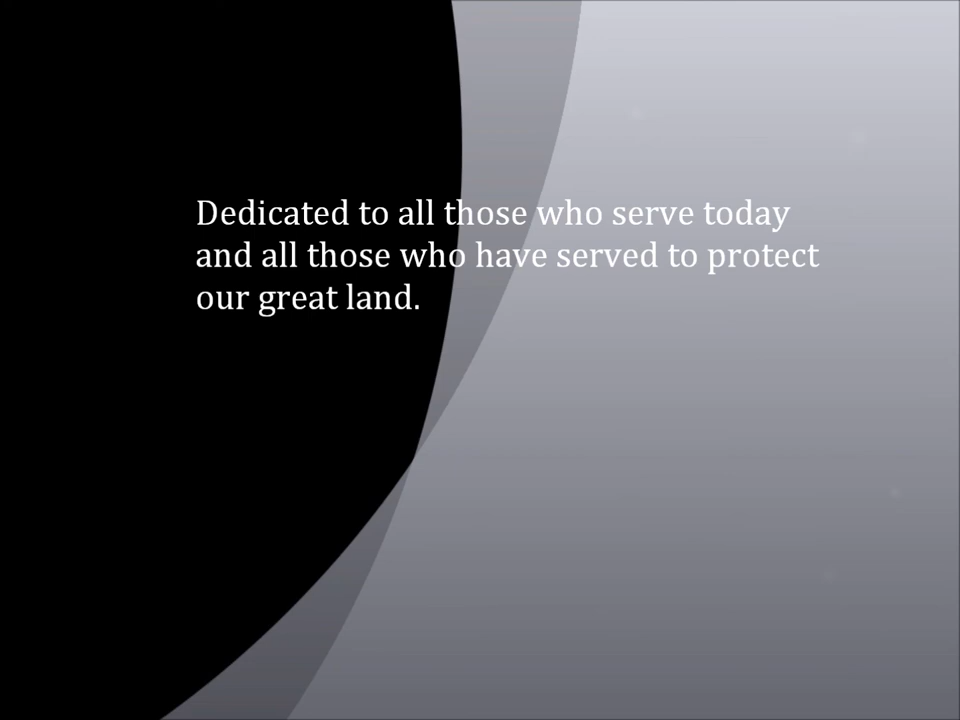 Dedicated to all those who serve today
and all those who have served to protect
our great land.